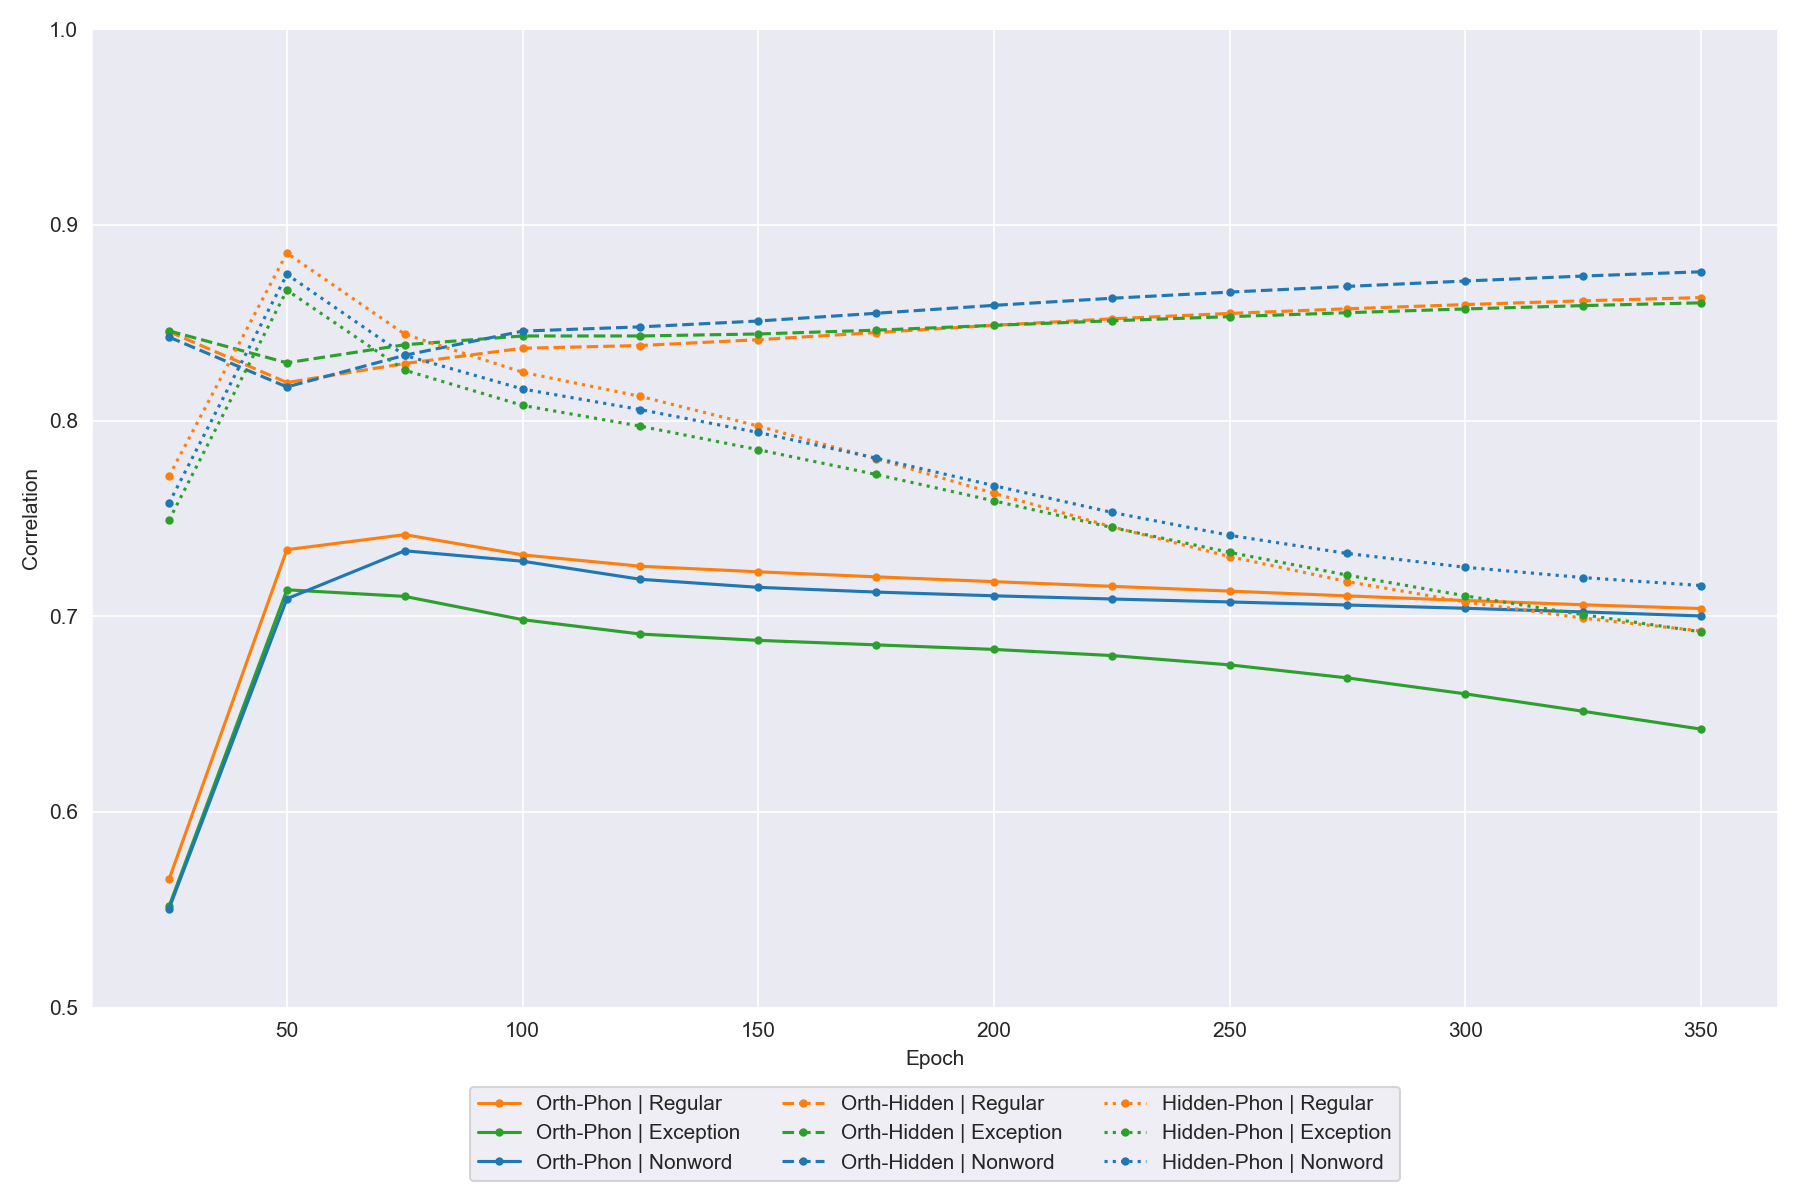 1.0
0.9
0.8
0.7
0.6
0.5
Correlation
50 100 150 200 250 300 350
Epoch
Orth-Phon | Regular Orth-Hidden | Regular Hidden-Phon | Regular
Orth-Phon | Exception Orth-Hidden | Exception Hidden-Phon | Exception
Orth-Phon | Nonword Orth-Hidden | Nonword Hidden-Phon | Nonword